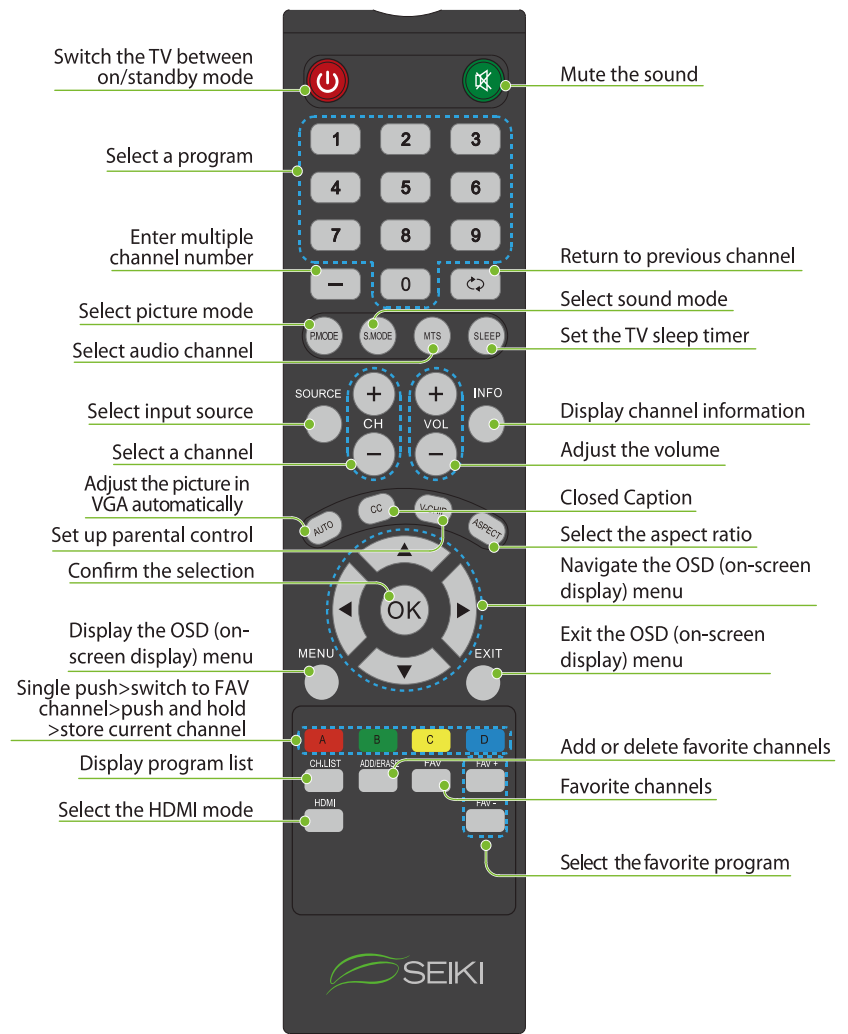 Switch the TV between
on/standby mode
Mute the sound
1
2
3
Select a program
4
5
6
7
8
9
Enter multiple
channel number
Return to previous channel
—
0
Select sound mode
Select picture mode
P.MODE
S.MODE
MTS
SLEEP
Set the TV sleep timer
Select audio channel
SOURCE
+
+
INFO
Select input source
CH
VOL
Display channel information
Select a channel
−
−
Adjust the volume
Adjust the picture in
VGA automatically
Closed Caption
AUTO
CC
V-CHIP
ASPECT
Set up parental control
Select the aspect ratio
Confirm the selection
OK
Navigate the OSD (on-screen
display) menu
Display the OSD (on-
screen display) menu
MENU
EXIT
Exit the OSD (on-screen
display) menu
Single push>switch to FAV
channel>push and hold
>store current channel
A
B
C
D
Add or delete favorite channels
Display program list
CH.LIST
ADD/ERASE
FAV
FAV +
Favorite channels
Select the HDMI mode
HDMI
FAV -
Select the favorite program
SEIKI